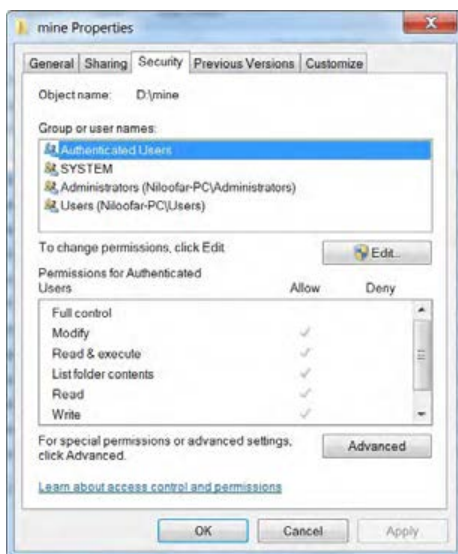 mine Properties
General Sharing Security Previous Versions Customize
Object name: D:\mine
Group or user names:
Authenticated Users
SYSTEM
Administrators (Niloofar-PC\Administrators)
Users (Niloofar-PC\Users)
To change permissions, click Edit
Edit...
Permissions for Authenticated
Users Allow Deny
Full control
Modify
Read & execute
List folder contents
Read
Write
For special permissions or advanced settings,
click Advanced.
Advanced
Learn about access control and permissions
OK Cancel Apply